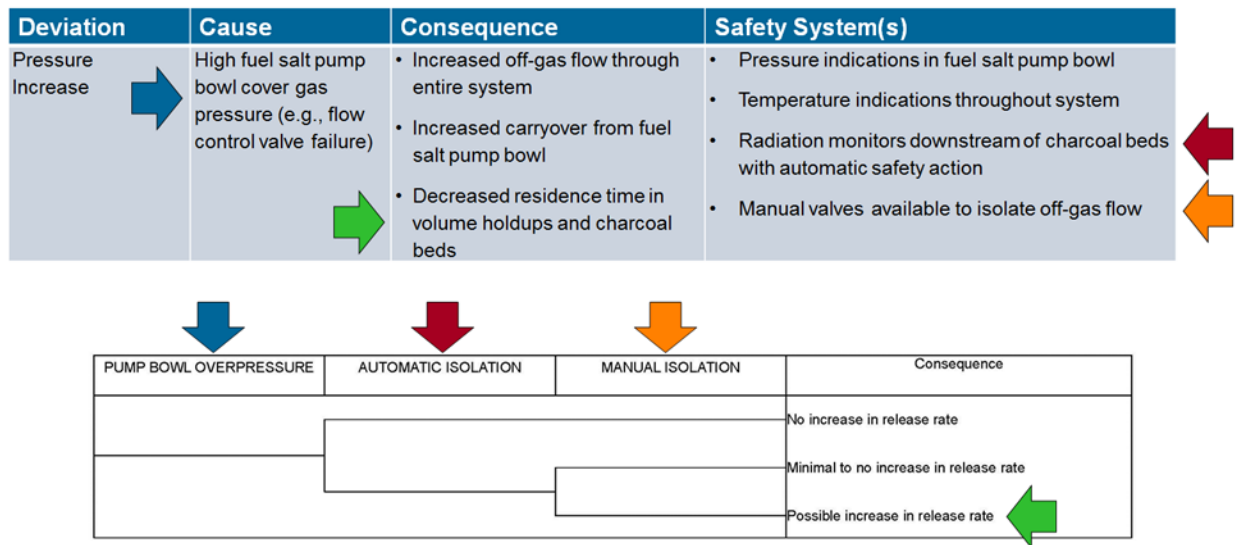 Deviation Cause Consequence Safety System(s)
Pressure
Increase
High fuel salt pump
bowl cover gas
pressure (e.g., flow
control valve failure)
• Increased off-gas flow through
entire system
• Increased carryover from fuel
salt pump bowl
• Decreased residence time in
volume holdups and charcoal
beds
• Pressure indications in fuel salt pump bowl
• Temperature indications throughout system
• Radiation monitors downstream of charcoal beds
with automatic safety action
• Manual valves available to isolate off-gas flow
PUMP BOWL OVERPRESSURE AUTOMATIC ISOLATION MANUAL ISOLATION Consequence
No increase in release rate
Minimal to no increase in release rate
Possible increase in release rate